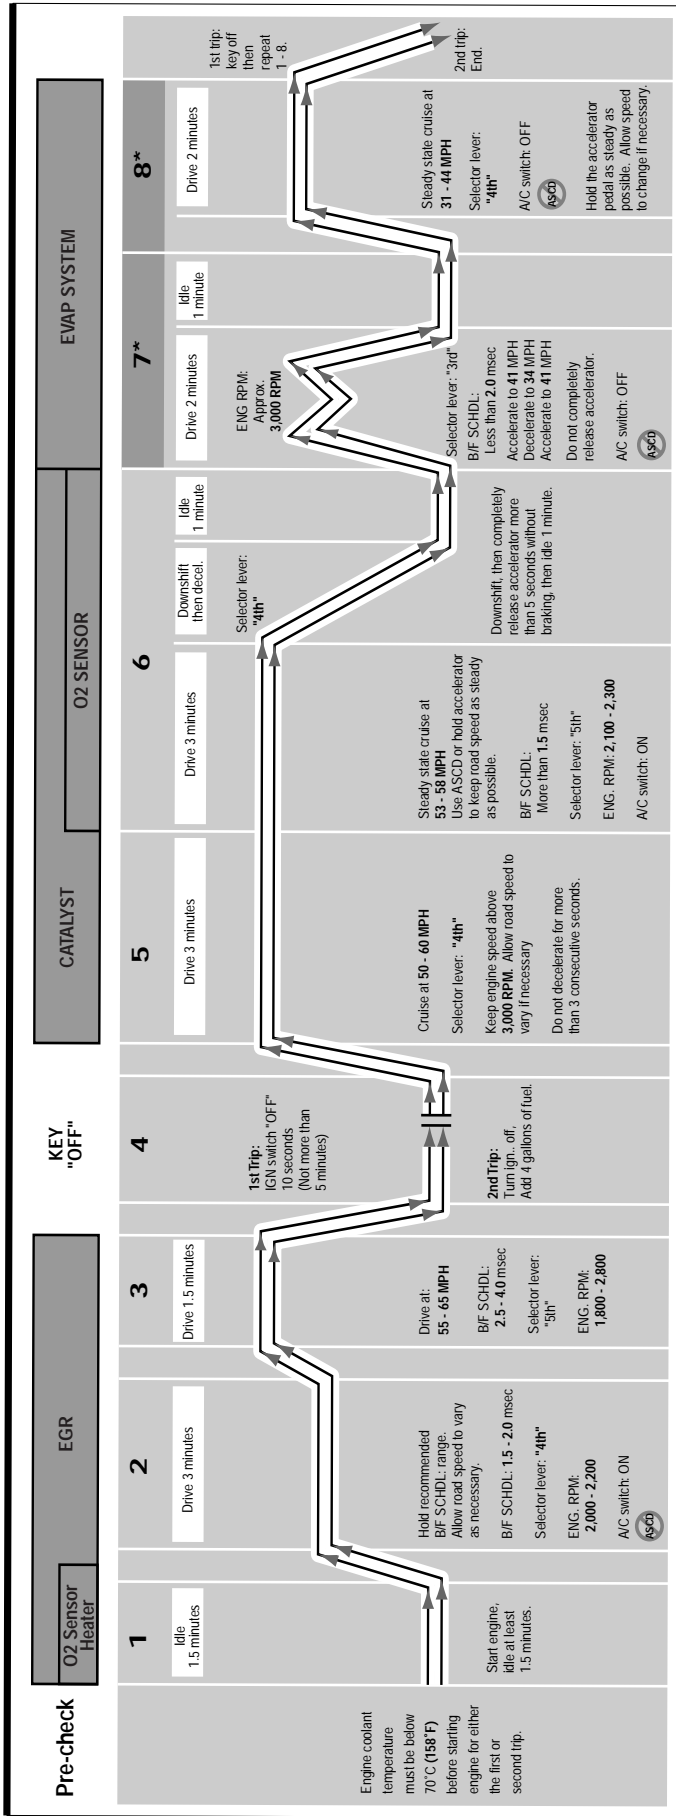 Pre-check
O2 Sensor
Heater
EGR
KEY
"OFF"
CATALYST
O2 SENSOR
EVAP SYSTEM
Engine coolant
temperature
must be below
70˚C (158˚F)
before starting
engine for either
the first or
second trip.
1
Idle
1.5 minutes
Start engine,
idle at least
1.5 minutes.
2
Drive 3 minutes
Hold recommended
B/F SCHDL: range.
Allow road speed to vary
as necessary.
B/F SCHDL: 1.5 - 2.0 msec
Selector lever: "4th"
ENG. RPM:
2,000 - 2,200
A/C switch: ON
ASCD
3
Drive 1.5 minutes
Drive at:
55 - 65 MPH
B/F SCHDL:
2.5 - 4.0 msec
Selector lever:
"5th"
ENG. RPM:
1,800 - 2,800
4
1st Trip:
IGN switch "OFF"
10 seconds
(Not more than
5 minutes)
2nd Trip:
Turn ign.. off,
Add 4 gallons of fuel.
5
Drive 3 minutes
Cruise at 50 - 60 MPH
Selector lever: "4th"
Keep engine speed above
3,000 RPM. Allow road speed to
vary if necessary
Do not decelerate for more
than 3 consecutive seconds.
6
Drive 3 minutes
Steady state cruise at
53 - 58 MPH
Use ASCD or hold accelerator
to keep road speed as steady
as possible.
B/F SCHDL:
More than 1.5 msec
Selector lever: "5th"
ENG. RPM: 2,100 - 2,300
A/C switch: ON
Downshift
then decel.
Selector lever:
"4th"
Idle
1 minute
Downshift, then completely
release accelerator more
than 5 seconds without
braking, then idle 1 minute.
7*
Drive 2 minutes
ENG RPM:
Approx.
3,000 RPM
Selector lever: "3rd"
B/F SCHDL:
Less than 2.0 msec
Accelerate to 41 MPH
Decelerate to 34 MPH
Accelerate to 41 MPH
Do not completely
release accelerator.
A/C switch: OFF
ASCD
Idle
1 minute
8*
Drive 2 minutes
Steady state cruise at
31 - 44 MPH
Selector lever:
"4th"
A/C switch: OFF
ASCD
Hold the accelerator
pedal as steady as
possible. Allow speed
to change if necessary.
1st trip:
key off
then
repeat
1 - 8.
2nd trip:
End.